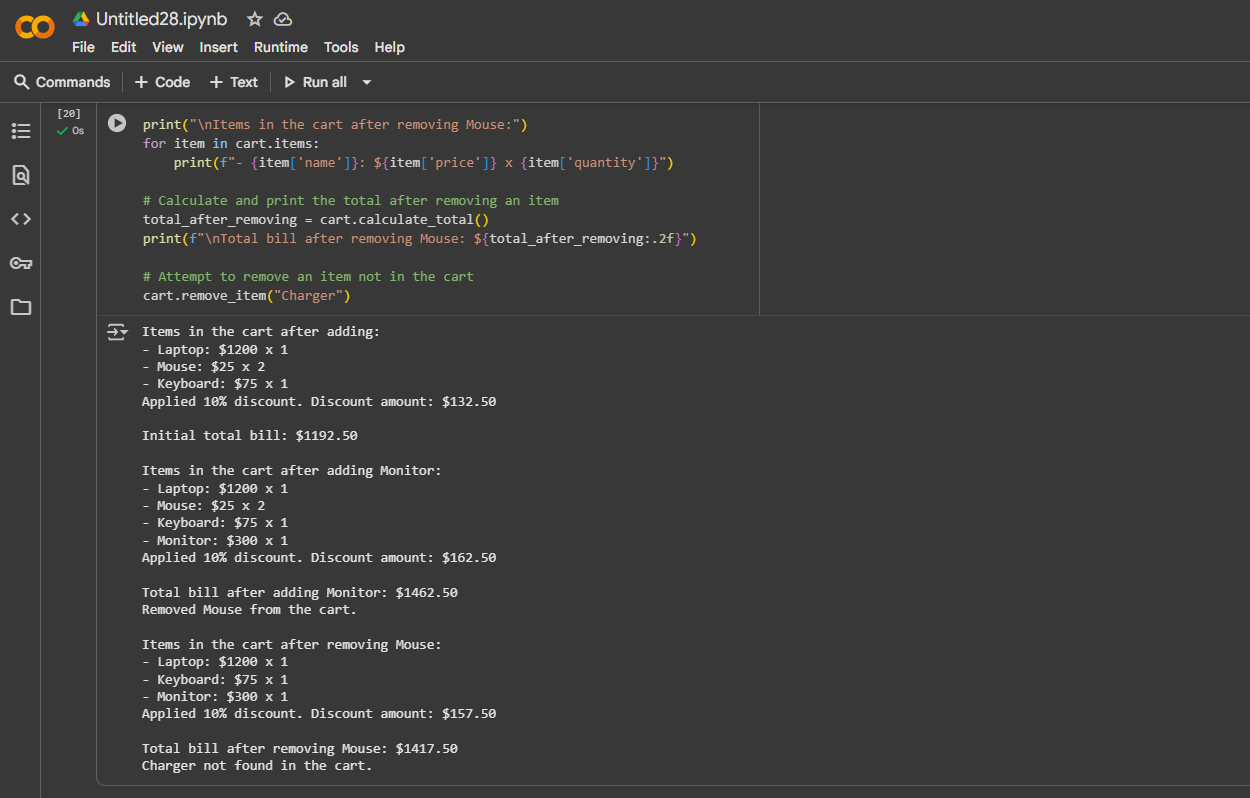 Untitled28.ipynb
File Edit View Insert Runtime Tools Help
Commands + Code + Text Run all
[20]
0s
print("\nItems in the cart after removing Mouse:")
for item in cart.items:
    print(f"- {item['name']}: ${item['price']} x {item['quantity']}")
# Calculate and print the total after removing an item
total_after_removing = cart.calculate_total()
print(f"\nTotal bill after removing Mouse: ${total_after_removing:.2f}")
# Attempt to remove an item not in the cart
cart.remove_item("Charger")
Items in the cart after adding:
- Laptop: $1200 x 1
- Mouse: $25 x 2
- Keyboard: $75 x 1
Applied 10% discount. Discount amount: $132.50
Initial total bill: $1192.50
Items in the cart after adding Monitor:
- Laptop: $1200 x 1
- Mouse: $25 x 2
- Keyboard: $75 x 1
- Monitor: $300 x 1
Applied 10% discount. Discount amount: $162.50
Total bill after adding Monitor: $1462.50
Removed Mouse from the cart.
Items in the cart after removing Mouse:
- Laptop: $1200 x 1
- Keyboard: $75 x 1
- Monitor: $300 x 1
Applied 10% discount. Discount amount: $157.50
Total bill after removing Mouse: $1417.50
Charger not found in the cart.